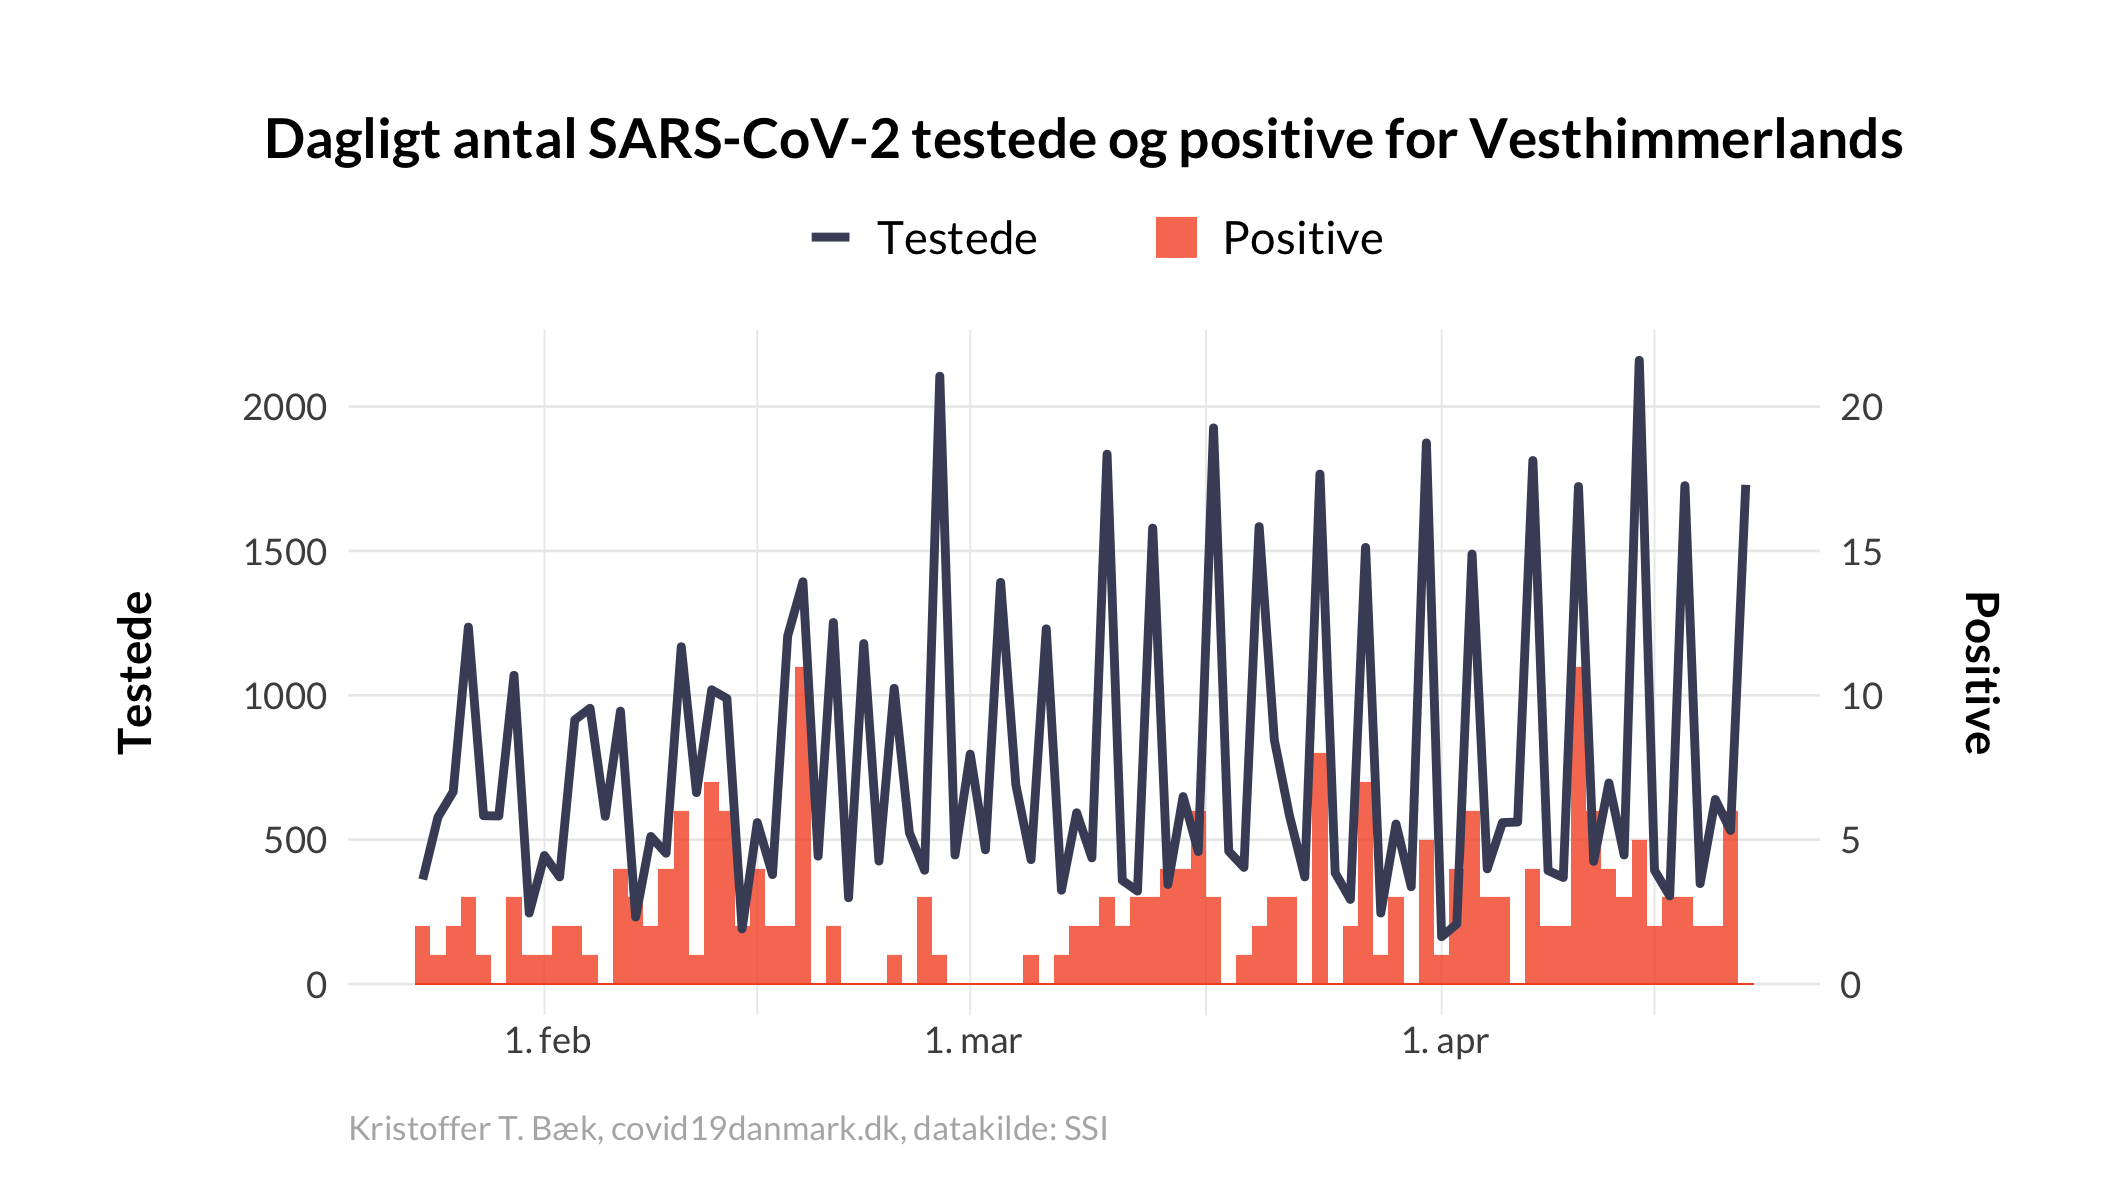 Dagligt antal SARS-CoV-2 testede og positive for Vesthimmerlands
Testede
Positive
2000
1500
1000
500
0
20
15
10
5
0
Testede
Positive
1. feb
1. mar
1. apr
Kristoffer T. Bæk, covid19danmark.dk, datakilde: SSI